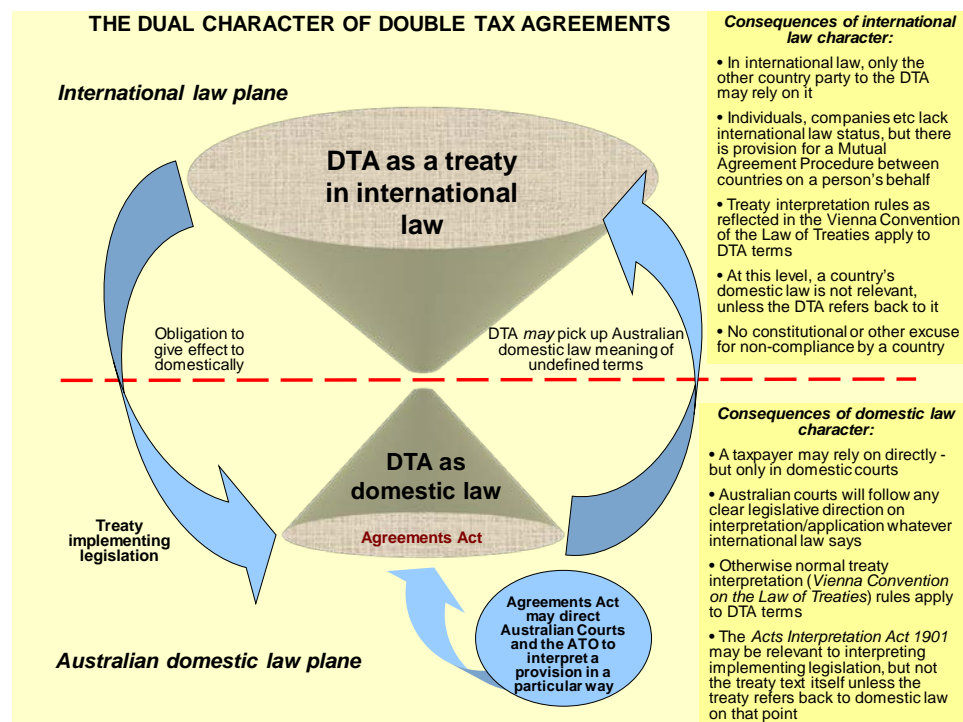 THE DUAL CHARACTER OF DOUBLE TAX AGREEMENTS
International law plane
DTA as a treaty
in international
law
Obligation to
give effect to
domestically
DTA may pick up Australian
domestic law meaning of
undefined terms
DTA as
domestic law
Agreements Act
Treaty
implementing
legislation
Agreements Act
may direct
Australian Courts
and the ATO to
interpret a
provision in a
particular way
Australian domestic law plane
Consequences of international
law character:
• In international law, only the
other country party to the DTA
may rely on it
• Individuals, companies etc lack
international law status, but there
is provision for a Mutual
Agreement Procedure between
countries on a person's behalf
• Treaty interpretation rules as
reflected in the Vienna Convention
of the Law of Treaties apply to
DTA terms
• At this level, a country's
domestic law is not relevant,
unless the DTA refers back to it
• No constitutional or other excuse
for non-compliance by a country
Consequences of domestic law
character:
• A taxpayer may rely on directly -
but only in domestic courts
• Australian courts will follow any
clear legislative direction on
interpretation/application whatever
international law says
• Otherwise normal treaty
interpretation (Vienna Convention
on the Law of Treaties) rules apply
to DTA terms
• The Acts Interpretation Act 1901
may be relevant to interpreting
implementing legislation, but not
the treaty text itself unless the
treaty refers back to domestic law
on that point